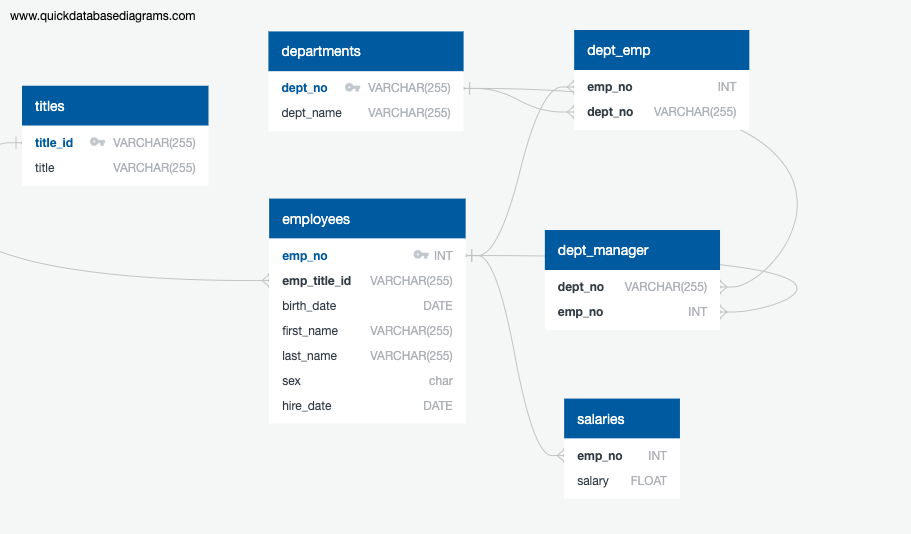 www.quickdatabasediagrams.com
titles
title_id VARCHAR(255)
title VARCHAR(255)
departments
dept_no VARCHAR(255)
dept_name VARCHAR(255)
dept_emp
emp_no INT
dept_no VARCHAR(255)
employees
emp_no INT
emp_title_id VARCHAR(255)
birth_date DATE
first_name VARCHAR(255)
last_name VARCHAR(255)
sex char
hire_date DATE
dept_manager
dept_no VARCHAR(255)
emp_no INT
salaries
emp_no INT
salary FLOAT